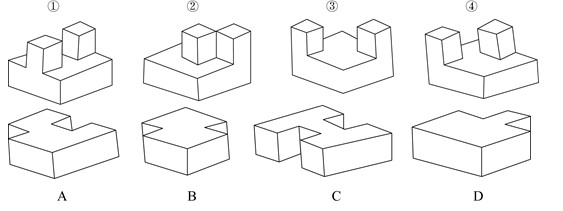 ① ② ③ ④
A B C D